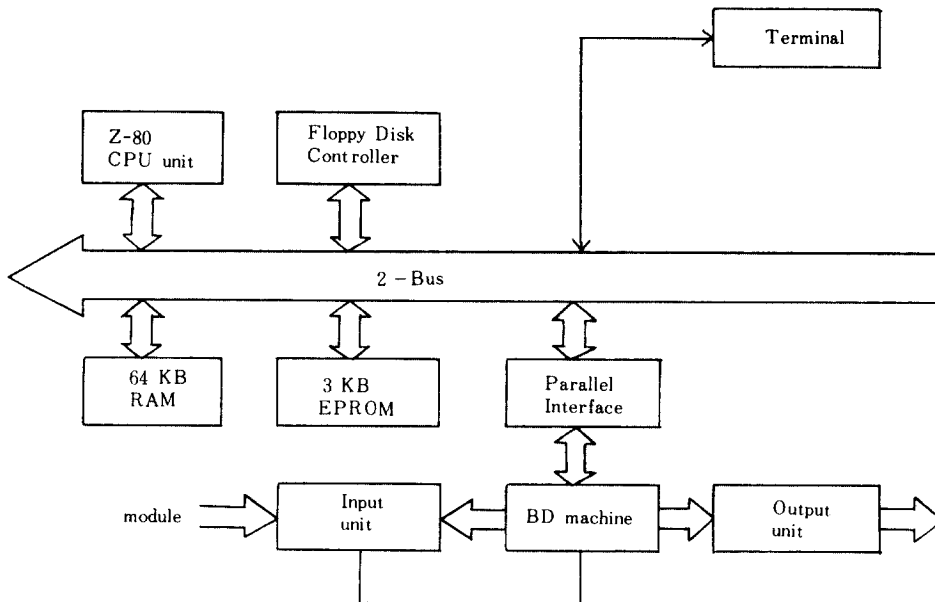 Terminal
Z-80
CPU unit
Floppy Disk
Controller
2-Bus
64 KB
RAM
3 KB
EPROM
Parallel
Interface
module
Input
unit
BD machine
Output
unit